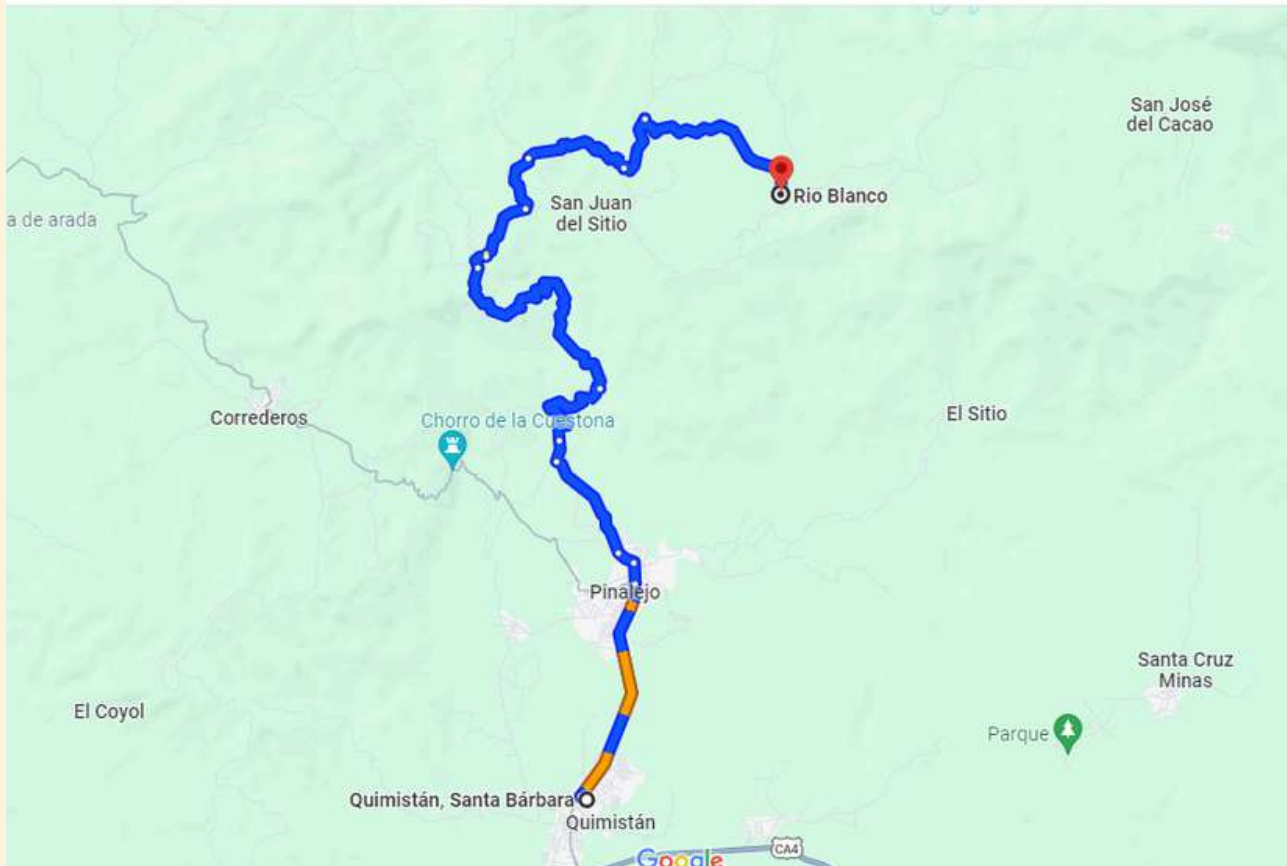 San José
del Cacao
Rio Blanco
San Juan
del Sitio
a de arada
Correderos
Chorro de la Cuestona
El Sitio
Pinalejo
Santa Cruz
Minas
El Coyol
Parque
Quimistán, Santa Bárbara
Quimistán
CA4
Google